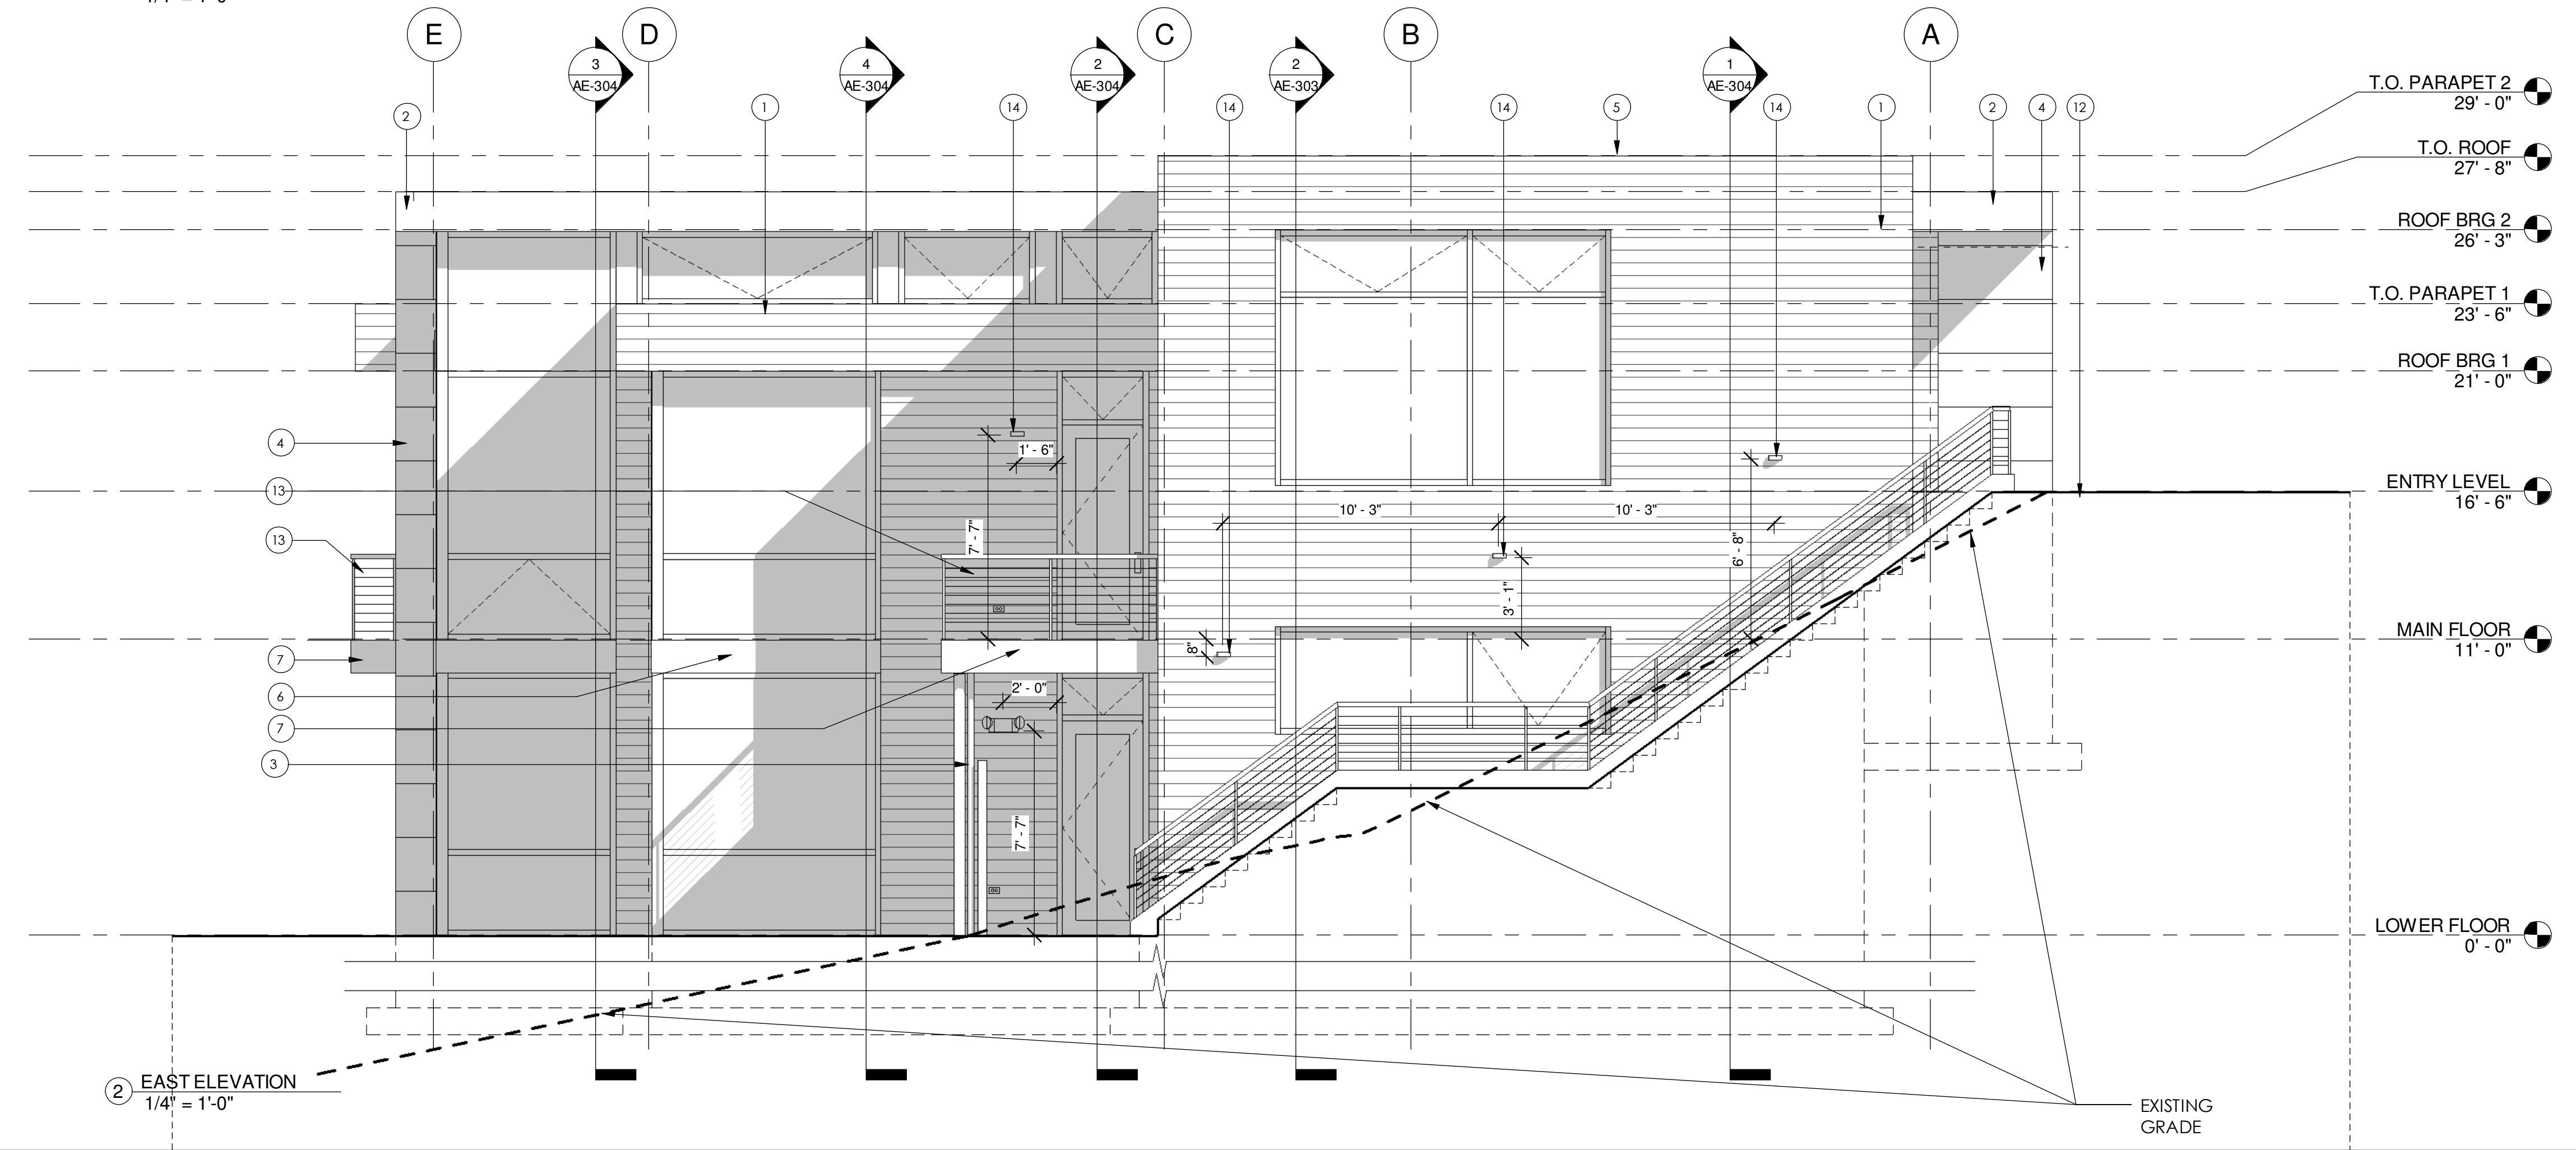 E
D
C
B
A
3
AE-304
4
AE-304
2
AE-304
2
AE-303
1
AE-304
2
1
14
14
14
5
14
1
2
4
12
T.O. PARAPET 2
29' - 0"
T.O. ROOF
27' - 8"
ROOF BRG 2
26' - 3"
T.O. PARAPET 1
23' - 6"
ROOF BRG 1
21' - 0"
ENTRY LEVEL
16' - 6"
MAIN FLOOR
11' - 0"
LOWER FLOOR
0' - 0"
4
13
13
7
6
7
3
1' - 6"
7' - 7"
10' - 3"
10' - 3"
6' - 8"
3' - 1"
8"
2' - 0"
7' - 7"
2
EAST ELEVATION
1/4" = 1'-0"
EXISTING
GRADE